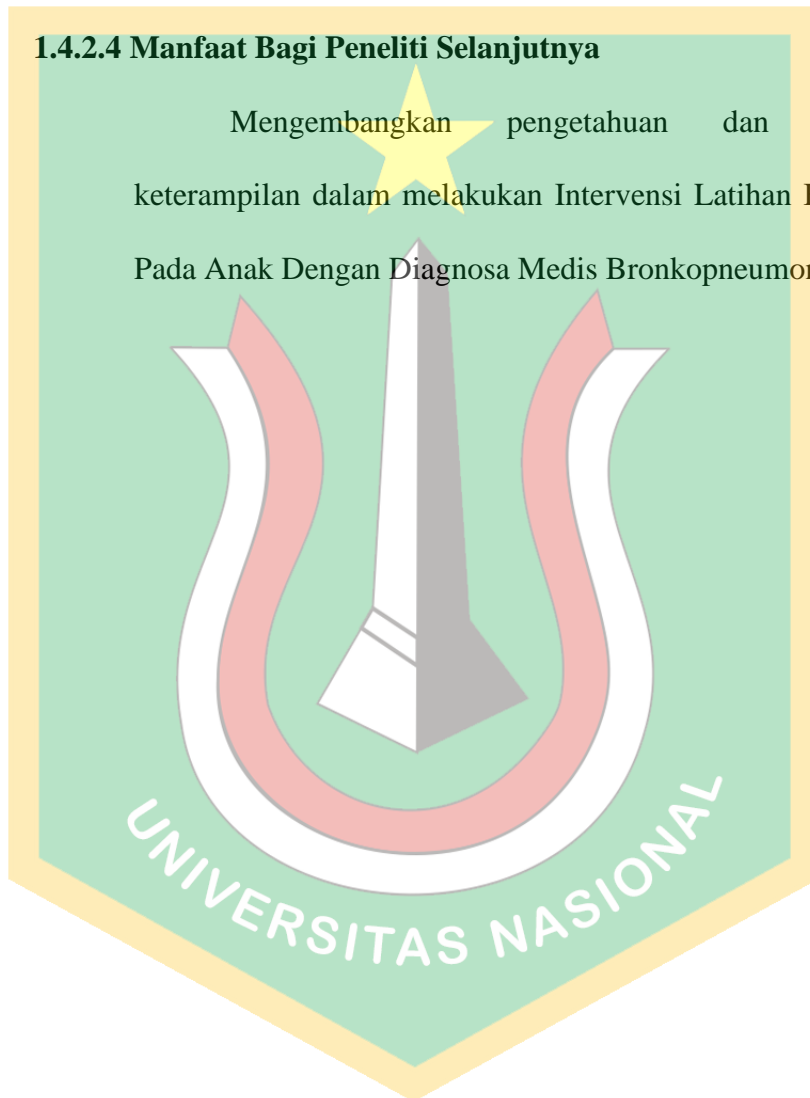 1.4.2.4 Manfaat Bagi Peneliti Selanjutnya
Mengembangkan pengetahuan dan
keterampilan dalam melakukan Intervensi Latihan
Pada Anak Dengan Diagnosa Medis
UNIVERSITAS NASIONAL